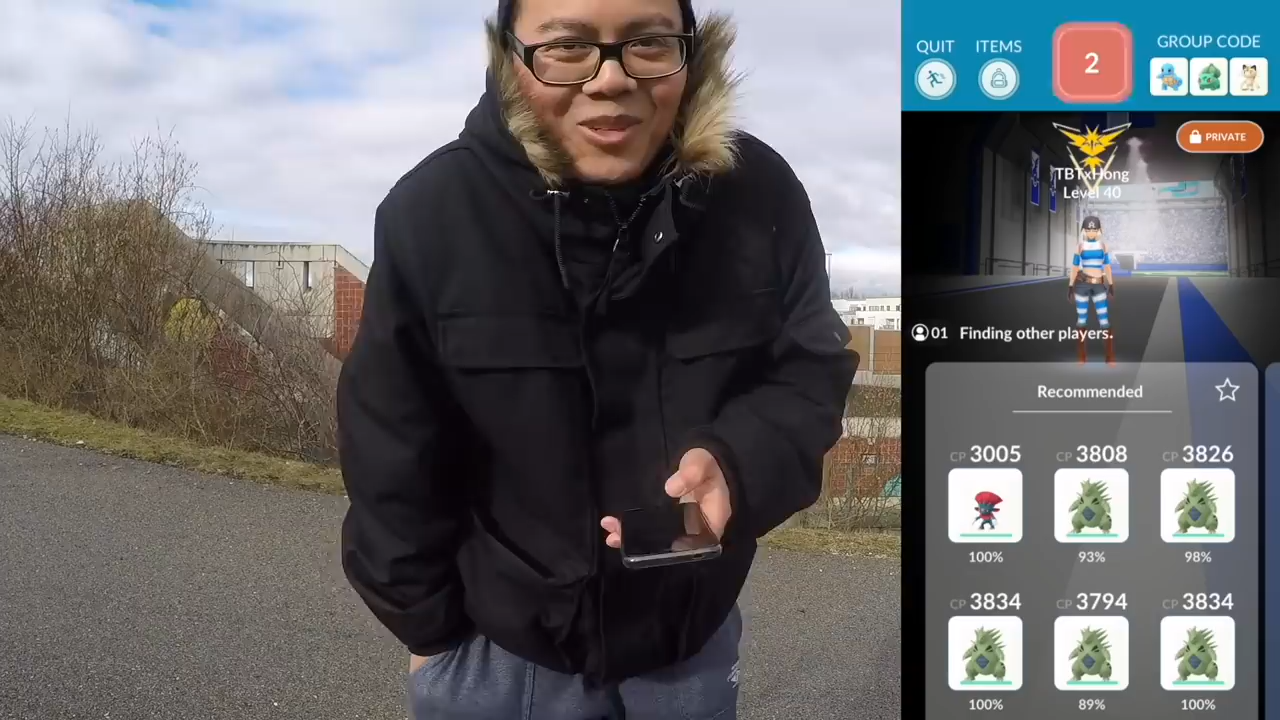 QUIT
ITEMS
2
GROUP CODE
PRIVATE
TBTxHong
Level 40
01
Finding other players.
Recommended
CP 3005
CP 3808
CP 3826
100%
93%
98%
CP 3834
CP 3794
CP 3834
100%
89%
100%